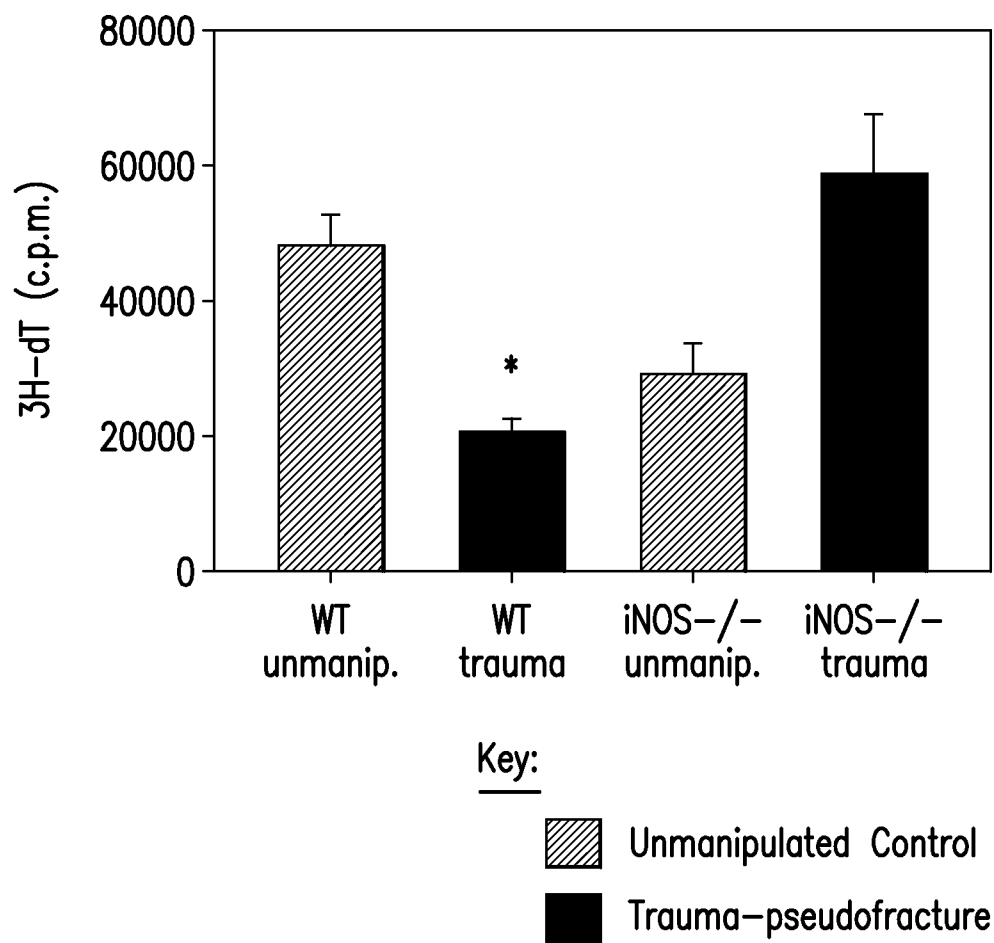 80000
60000
40000
20000
0
3H-dT (c.p.m.)
*
WT
unmanip.
WT
trauma
iNOS-/-
unmanip.
iNOS-/-
trauma
Key:
Unmanipulated Control
Trauma-pseudofracture